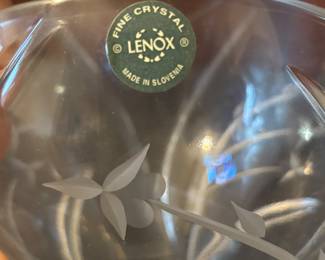 FINE CRYSTAL
© LENOX ®
MADE IN SLOVENIA